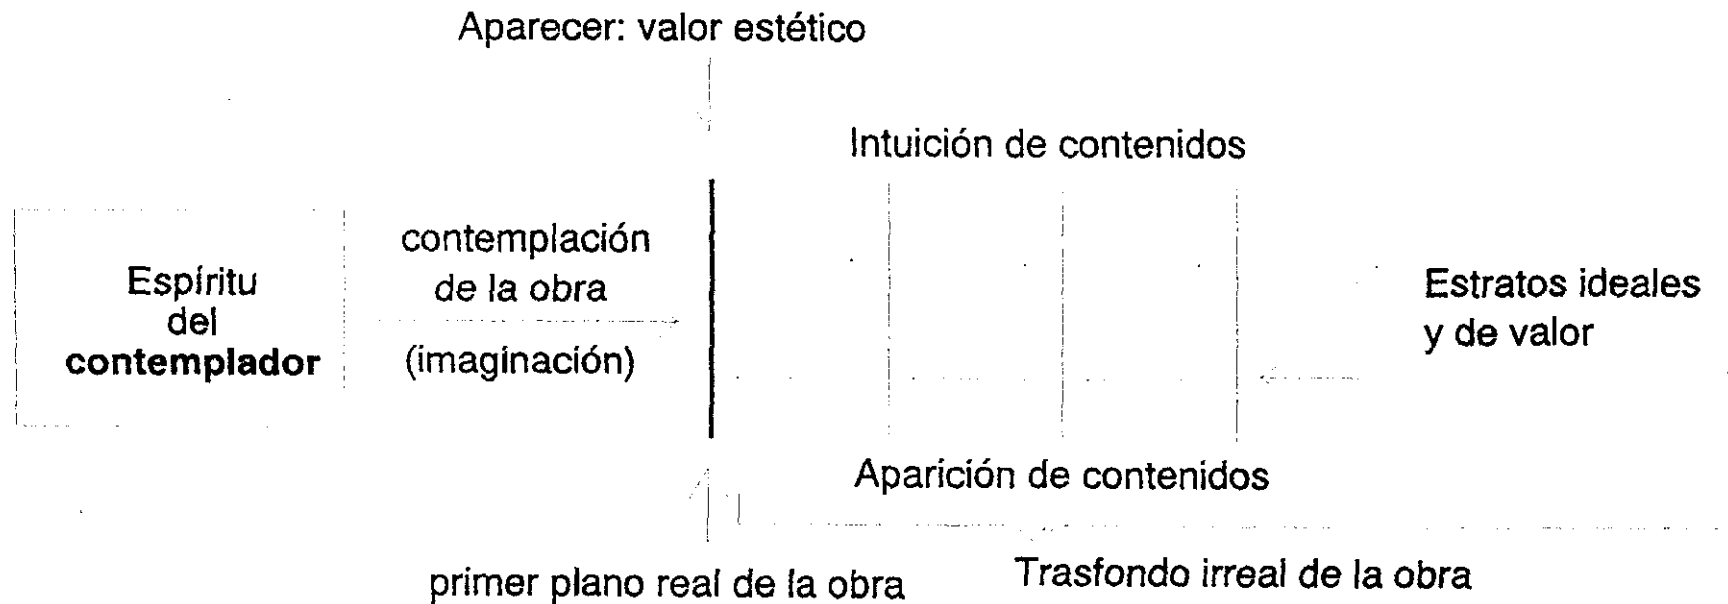 Aparecer: valor estético
Intuición de contenidos
Espíritu
del
contemplador
contemplación
de la obra
(imaginación)
Estratos ideales
y de valor
Aparición de contenidos
primer plano real de la obra
Trasfondo irreal de la obra